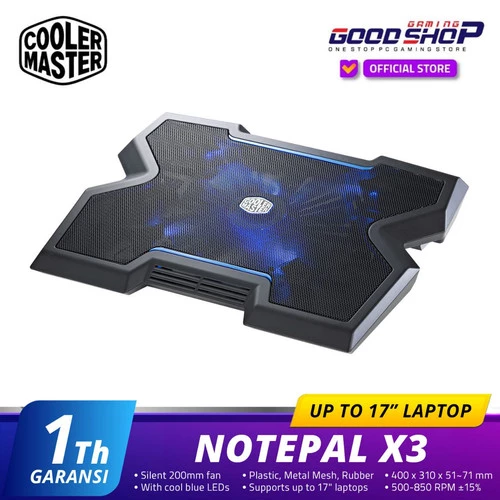 COOLER
MASTER
GAMING
GOODSHOP
ONE STOP PC GAMING STORE
OFFICIAL STORE
COOLER
MASTER
UP TO 17” LAPTOP
1Th
GARANSI
NOTEPAL X3
• Silent 200mm fan
• With cool blue LEDs
• Plastic, Metal Mesh, Rubber
• Supports up to 17” laptops
• 400 x 310 x 51~71 mm
• 500-850 RPM ±15%